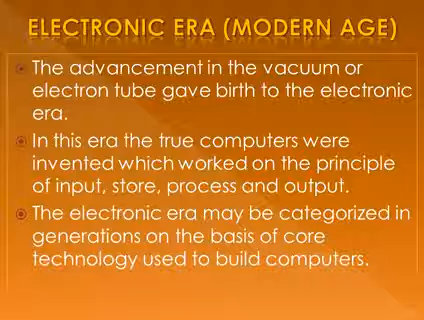 ELECTRONIC ERA (MODERN AGE)
The advancement in the vacuum or
electron tube gave birth to the electronic
era.
In this era the true computers were
invented which worked on the principle
of input, store, process and output.
The electronic era may be categorized in
generations on the basis of core
technology used to build computers.